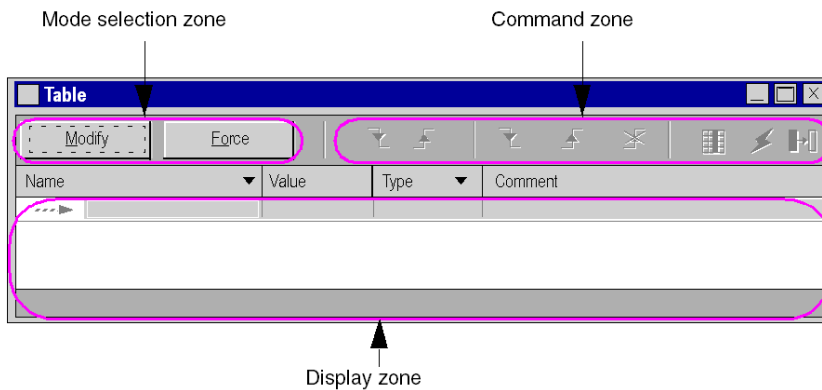 Mode selection zone
Command zone
Table
Modify
Force
Name
Value
Type
Comment
Display zone